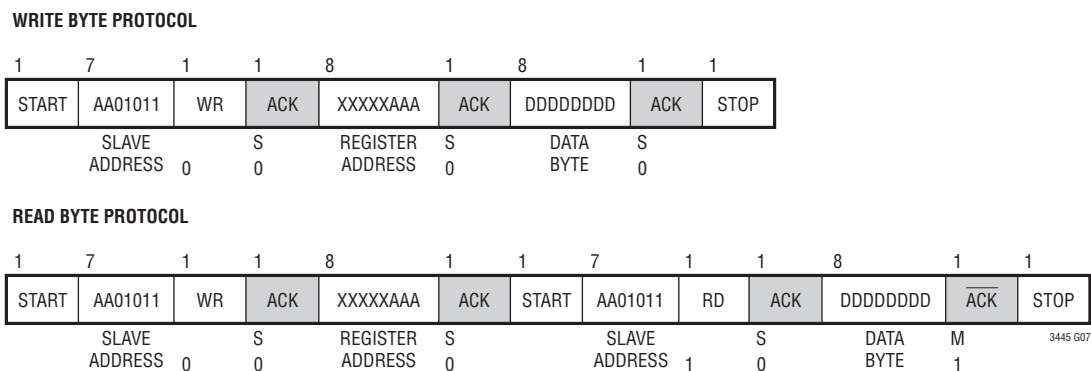 WRITE BYTE PROTOCOL
1 7 1 1 8 1 8 1 1
START AA01011 WR ACK XXXXXAAA ACK DDDDDDDD ACK STOP
SLAVE S REGISTER S DATA S
ADDRESS 0 0 ADDRESS 0 BYTE 0
READ BYTE PROTOCOL
1 7 1 1 8 1 1 7 1 1 8 1 1
START AA01011 WR ACK XXXXXAAA ACK START AA01011 RD ACK DDDDDDDD ACK STOP
SLAVE S REGISTER S SLAVE S DATA M 3445 G07
ADDRESS 0 0 ADDRESS 0 ADDRESS 1 0 BYTE 1